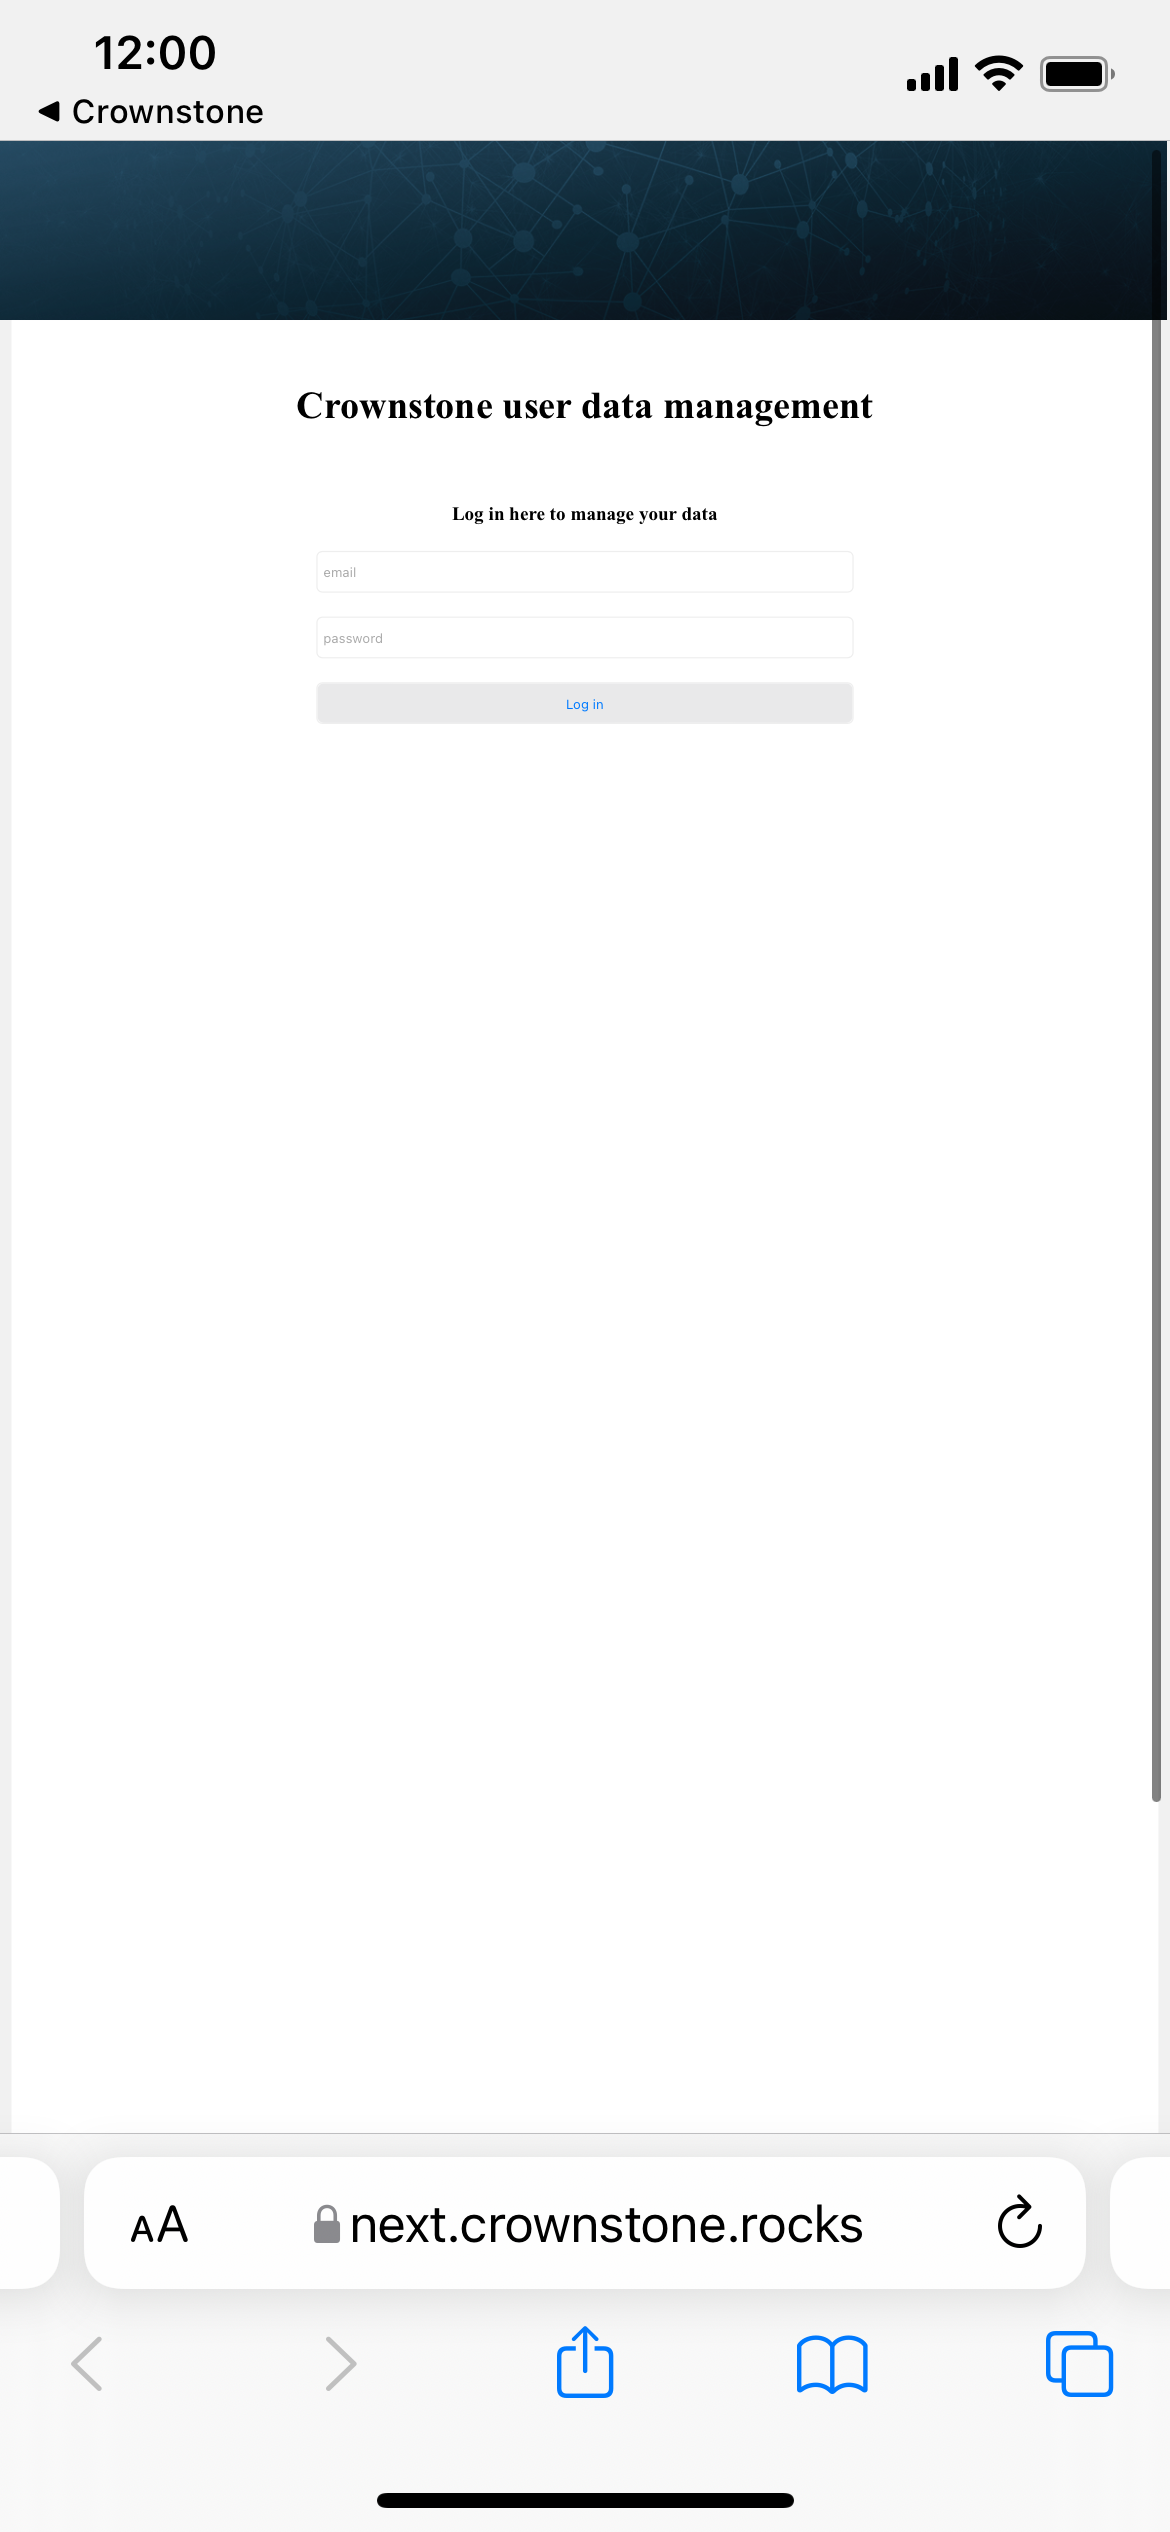 12:00
◀ Crownstone
Crownstone user data management
Log in here to manage your data
email
password
Log in
AA
next.crownstone.rocks